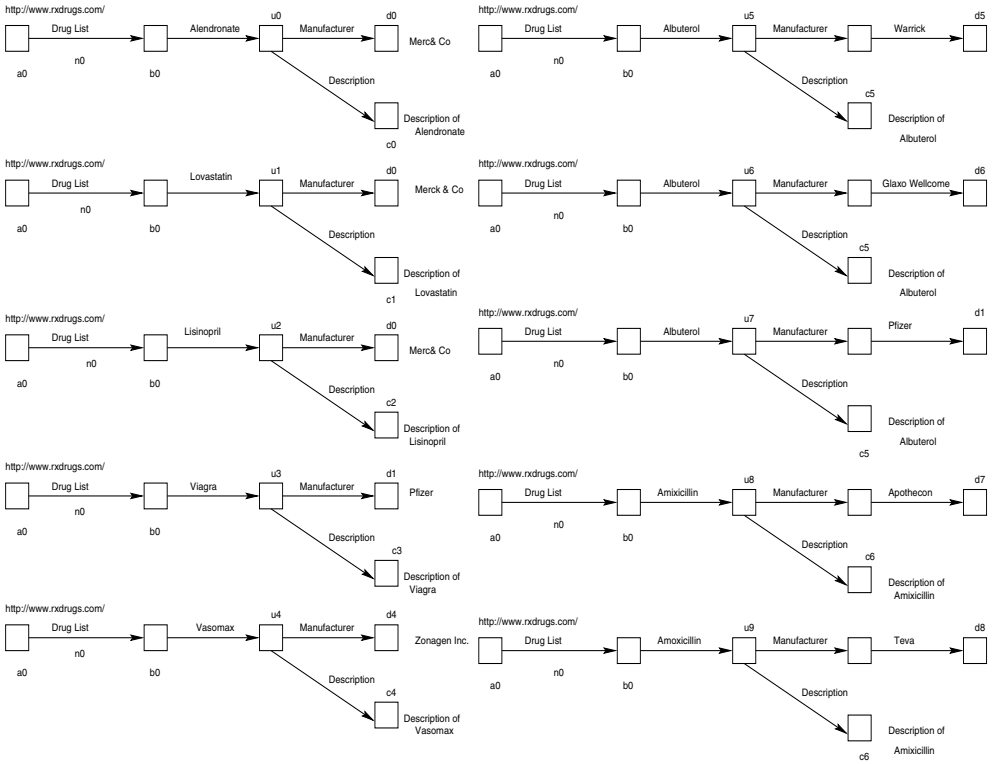 http://www.rxdrugs.com/
u0
d0
Drug List
Alendronate
Manufacturer
Merc& Co
n0
a0
b0
Description
Description of
Alendronate
c0
http://www.rxdrugs.com/
u1
d0
Drug List
Lovastatin
Manufacturer
Merck & Co
n0
a0
b0
Description
Description of
Lovastatin
c1
http://www.rxdrugs.com/
u2
d0
Drug List
Lisinopril
Manufacturer
Merc& Co
n0
a0
b0
Description
c2
Description of
Lisinopril
http://www.rxdrugs.com/
u3
d1
Drug List
Viagra
Manufacturer
Pfizer
n0
a0
b0
Description
c3
Description of
Viagra
http://www.rxdrugs.com/
u4
d4
Drug List
Vasomax
Manufacturer
Zonagen Inc.
n0
a0
b0
Description
c4
Description of
Vasomax
http://www.rxdrugs.com/
u5
d5
Drug List
Albuterol
Manufacturer
Warrick
n0
a0
b0
Description
c5
Description of
Albuterol
http://www.rxdrugs.com/
u6
d6
Drug List
Albuterol
Manufacturer
Glaxo Wellcome
n0
a0
b0
Description
c5
Description of
Albuterol
http://www.rxdrugs.com/
u7
d1
Drug List
Albuterol
Manufacturer
Pfizer
n0
a0
b0
Description
Description of
Albuterol
c5
http://www.rxdrugs.com/
u8
d7
Drug List
Amixicillin
Manufacturer
Apothecon
n0
a0
b0
Description
c6
Description of
Amixicillin
http://www.rxdrugs.com/
u9
d8
Drug List
Amoxicillin
Manufacturer
Teva
n0
a0
b0
Description
Description of
Amixicillin
c6